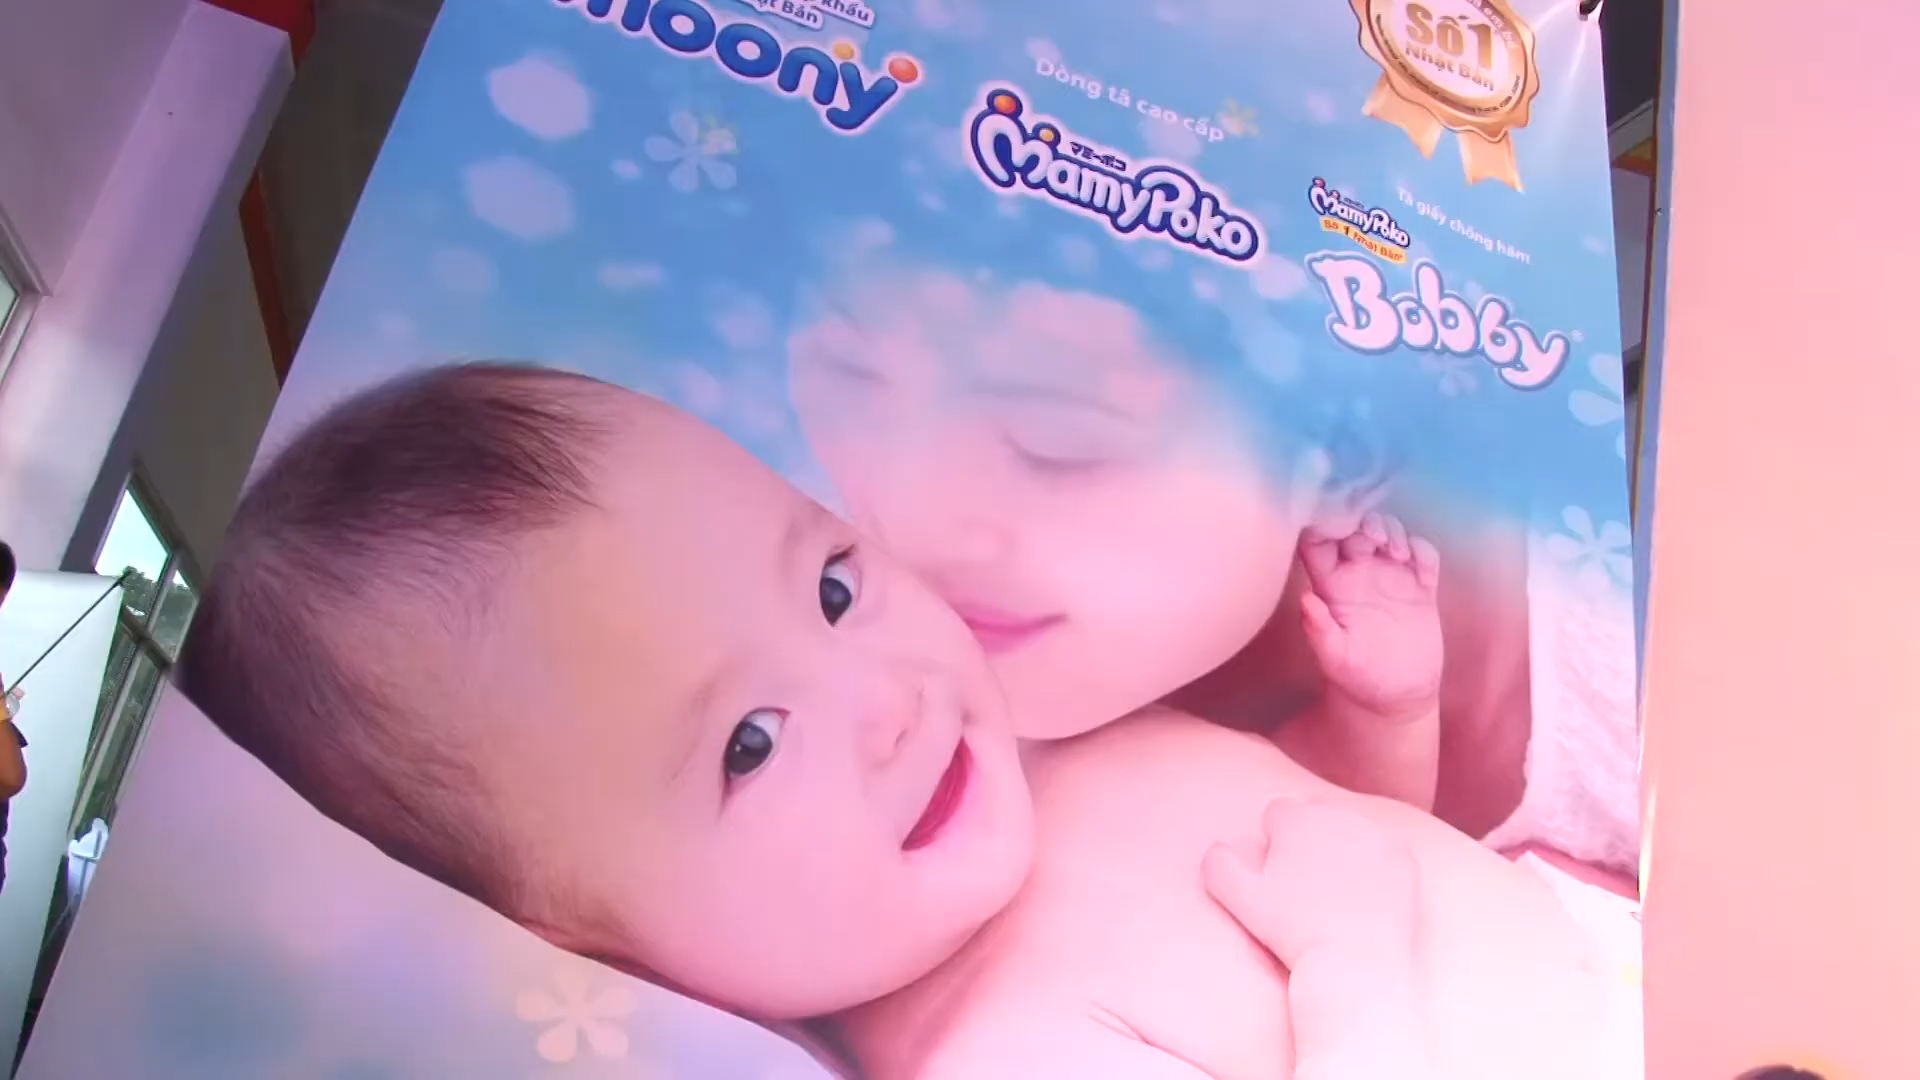 khẩu
Nhật Bản
moony
Dòng tã cao cấp
マミーポコ
MamyPoko
Số 1
Nhật Bản
MamyPoko
Số 1 Nhật Bản
Tã giấy chống hăm
Bobby